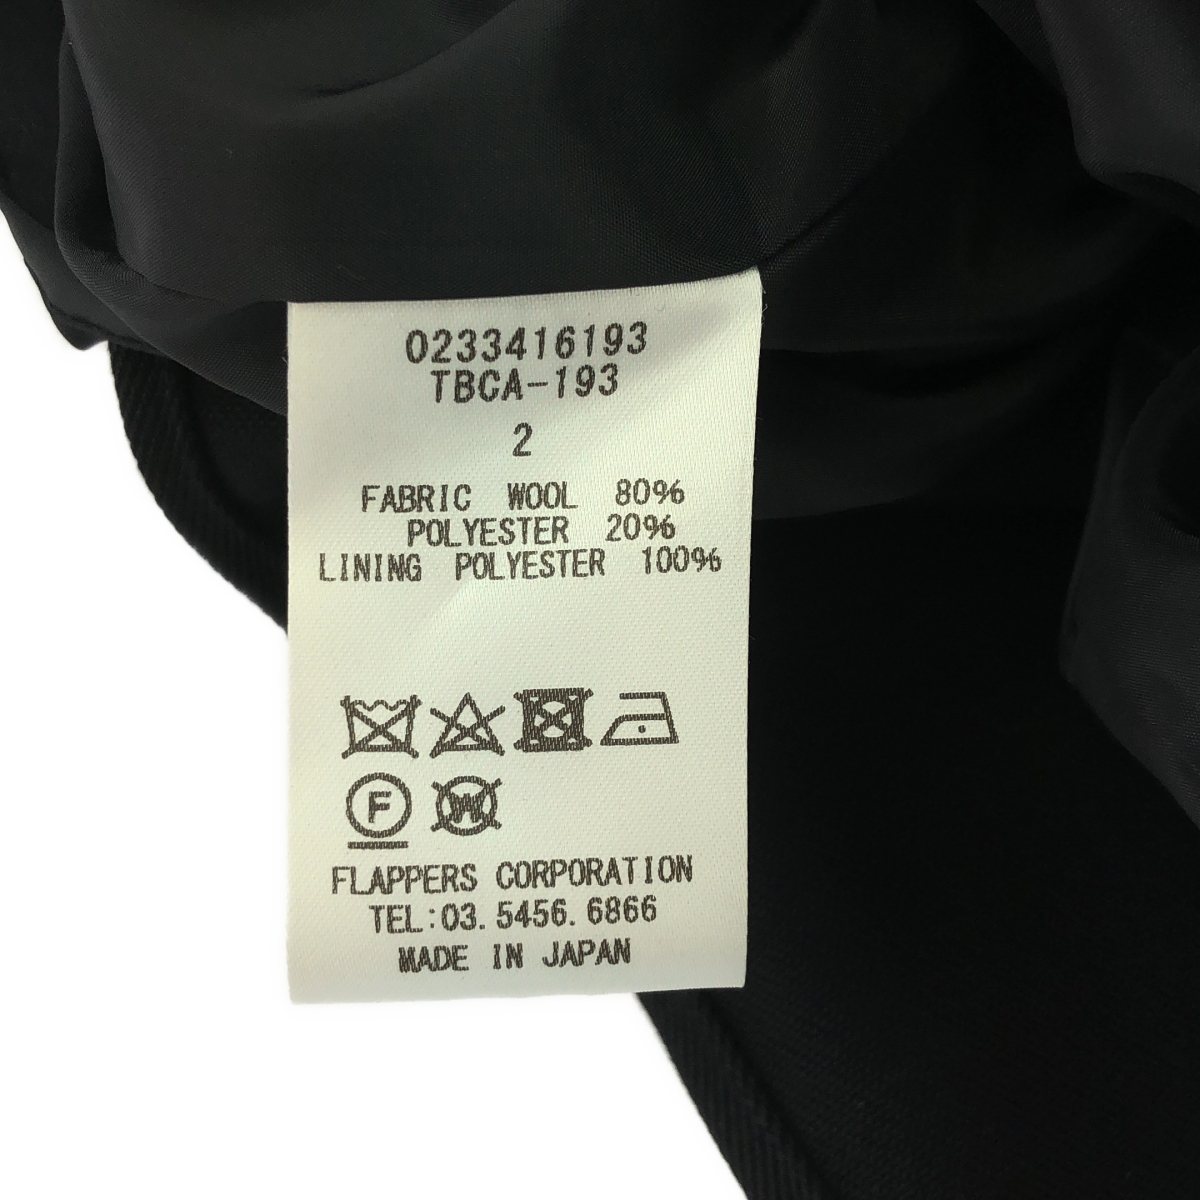 0233416193
TBCA-193
2
FABRIC WOOL 80%
POLYESTER 20%
LINING POLYESTER 100%
F W
FLAPPERS CORPORATION
TEL:03.5456.6866
MADE IN JAPAN